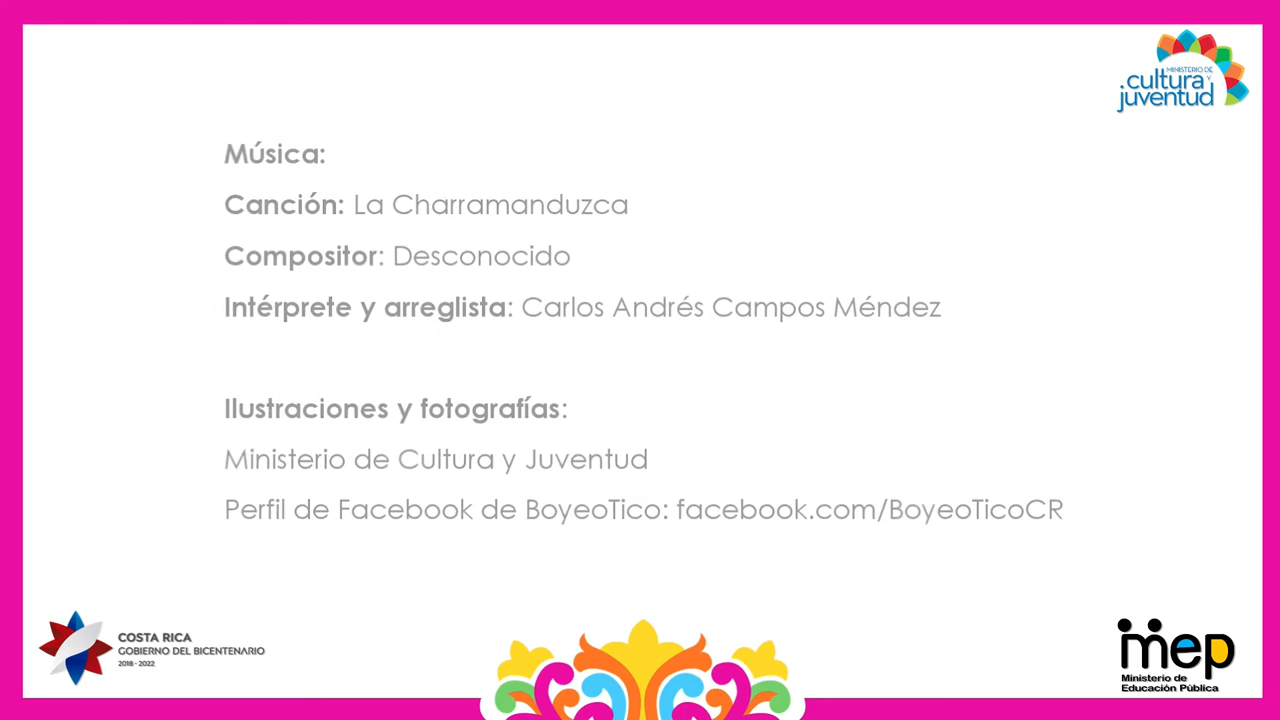 MINISTERIO DE
cultura y
juventud
Música:
Canción: La Charramanduzca
Compositor: Desconocido
Intérprete y arreglista: Carlos Andrés Campos Méndez
Ilustraciones y fotografías:
Ministerio de Cultura y Juventud
Perfil de Facebook de BoyeoTico: facebook.com/BoyeoTicoCR
COSTA RICA
GOBIERNO DEL BICENTENARIO
2018 - 2022
mep
Ministerio de
Educación Pública